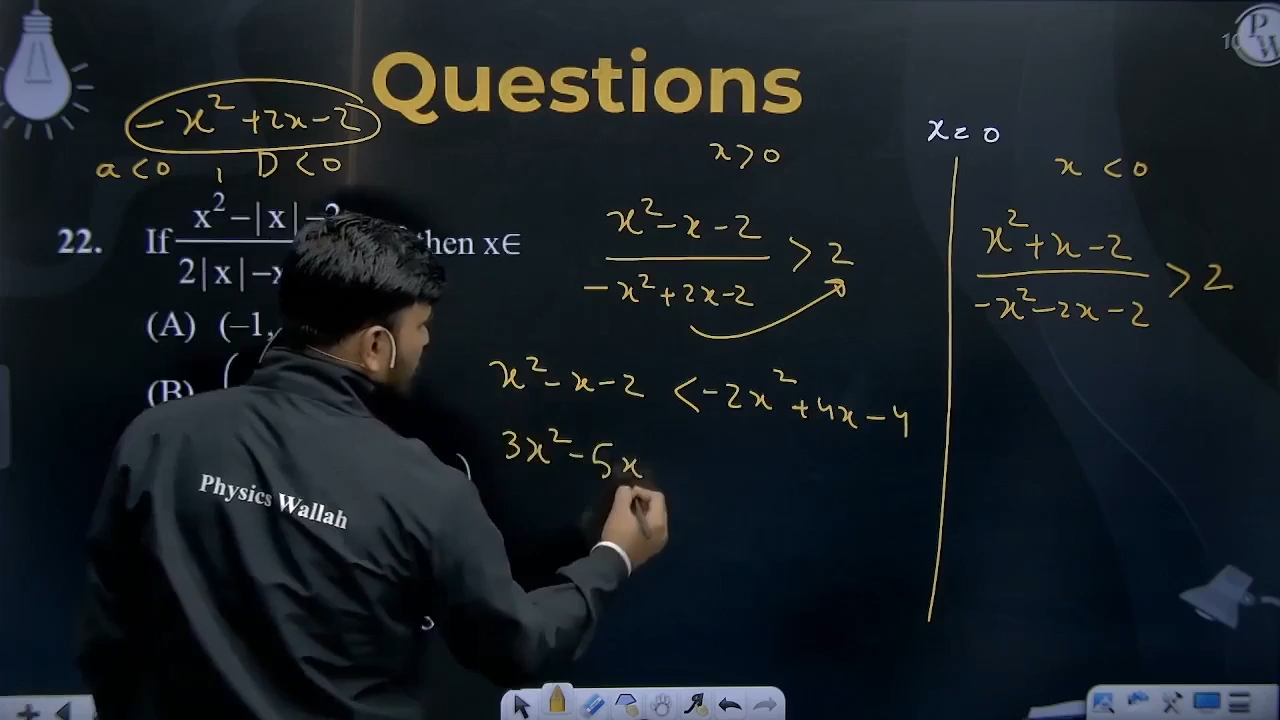 Questions
-x² + 2x - 2
a < 0 , D < 0
22. If x² - |x| - 2
2|x| - x
then x∈
(A) (-1,
(B) (
x > 0
x² - x - 2 / -x² + 2x - 2 > 2
x² - x - 2 < -2x² + 4x - 4
3x² - 5x
x = 0
x < 0
x² + x - 2 / -x² - 2x - 2 > 2
Physics Wallah
PW